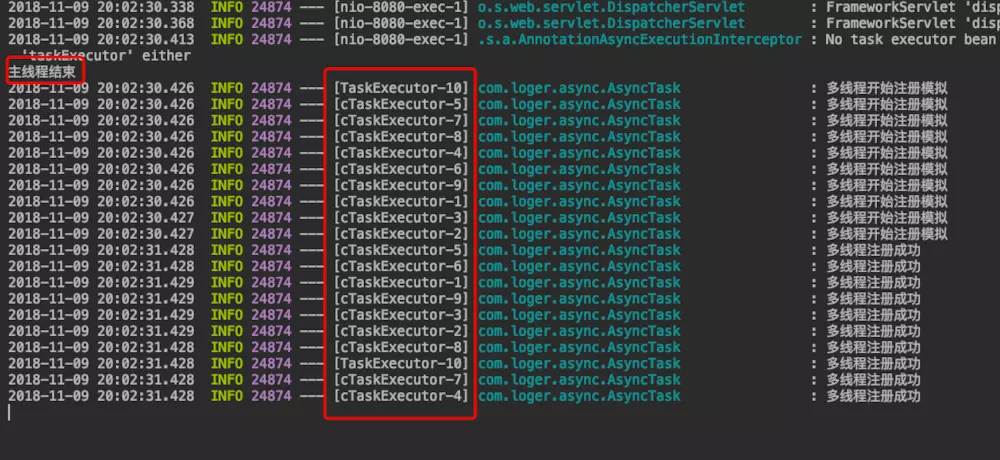 2018-11-09 20:02:30.338  INFO 24874 --- [nio-8080-exec-1] o.s.web.servlet.DispatcherServlet        : FrameworkServlet 'disp
2018-11-09 20:02:30.368  INFO 24874 --- [nio-8080-exec-1] o.s.web.servlet.DispatcherServlet        : FrameworkServlet 'disp
2018-11-09 20:02:30.413  INFO 24874 --- [nio-8080-exec-1] .s.a.AnnotationAsyncExecutionInterceptor : No task executor bean
'taskExecutor' either
主线程结束
2018-11-09 20:02:30.426  INFO 24874 --- [TaskExecutor-10] com.loger.async.AsyncTask                : 多线程开始注册模拟
2018-11-09 20:02:30.426  INFO 24874 --- [cTaskExecutor-5] com.loger.async.AsyncTask                : 多线程开始注册模拟
2018-11-09 20:02:30.426  INFO 24874 --- [cTaskExecutor-7] com.loger.async.AsyncTask                : 多线程开始注册模拟
2018-11-09 20:02:30.426  INFO 24874 --- [cTaskExecutor-8] com.loger.async.AsyncTask                : 多线程开始注册模拟
2018-11-09 20:02:30.426  INFO 24874 --- [cTaskExecutor-4] com.loger.async.AsyncTask                : 多线程开始注册模拟
2018-11-09 20:02:30.426  INFO 24874 --- [cTaskExecutor-6] com.loger.async.AsyncTask                : 多线程开始注册模拟
2018-11-09 20:02:30.426  INFO 24874 --- [cTaskExecutor-9] com.loger.async.AsyncTask                : 多线程开始注册模拟
2018-11-09 20:02:30.426  INFO 24874 --- [cTaskExecutor-1] com.loger.async.AsyncTask                : 多线程开始注册模拟
2018-11-09 20:02:30.427  INFO 24874 --- [cTaskExecutor-3] com.loger.async.AsyncTask                : 多线程开始注册模拟
2018-11-09 20:02:30.427  INFO 24874 --- [cTaskExecutor-2] com.loger.async.AsyncTask                : 多线程开始注册模拟
2018-11-09 20:02:31.428  INFO 24874 --- [cTaskExecutor-5] com.loger.async.AsyncTask                : 多线程注册成功
2018-11-09 20:02:31.428  INFO 24874 --- [cTaskExecutor-6] com.loger.async.AsyncTask                : 多线程注册成功
2018-11-09 20:02:31.429  INFO 24874 --- [cTaskExecutor-1] com.loger.async.AsyncTask                : 多线程注册成功
2018-11-09 20:02:31.429  INFO 24874 --- [cTaskExecutor-9] com.loger.async.AsyncTask                : 多线程注册成功
2018-11-09 20:02:31.429  INFO 24874 --- [cTaskExecutor-3] com.loger.async.AsyncTask                : 多线程注册成功
2018-11-09 20:02:31.429  INFO 24874 --- [cTaskExecutor-2] com.loger.async.AsyncTask                : 多线程注册成功
2018-11-09 20:02:31.428  INFO 24874 --- [cTaskExecutor-8] com.loger.async.AsyncTask                : 多线程注册成功
2018-11-09 20:02:31.428  INFO 24874 --- [TaskExecutor-10] com.loger.async.AsyncTask                : 多线程注册成功
2018-11-09 20:02:31.428  INFO 24874 --- [cTaskExecutor-7] com.loger.async.AsyncTask                : 多线程注册成功
2018-11-09 20:02:31.428  INFO 24874 --- [cTaskExecutor-4] com.loger.async.AsyncTask                : 多线程注册成功